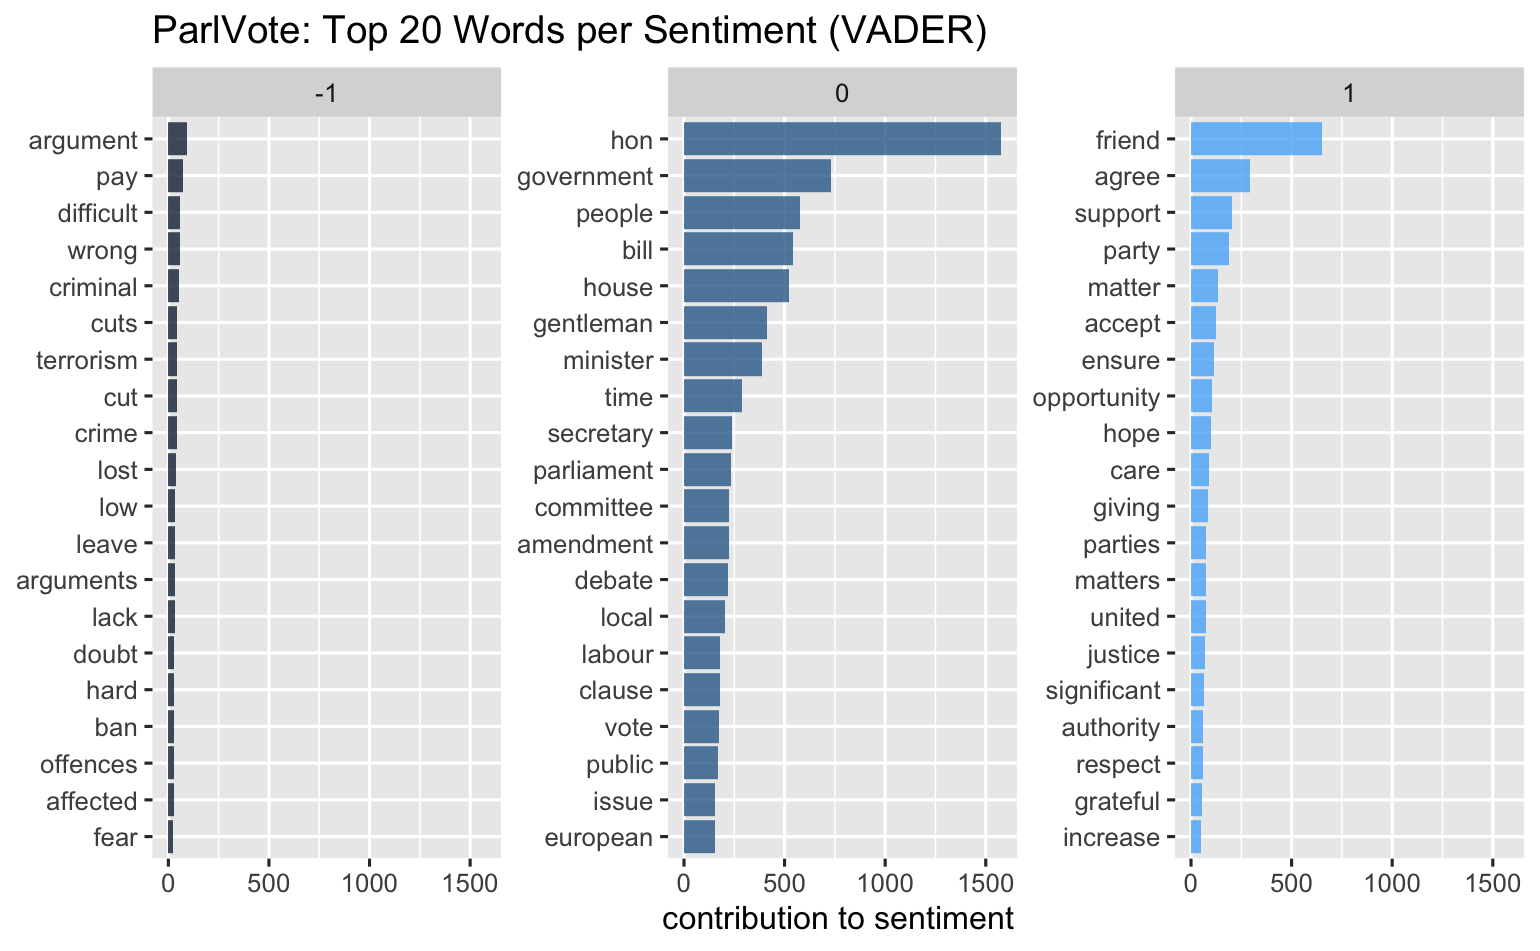 ParlVote: Top 20 Words per Sentiment (VADER)
-1
argument
pay
difficult
wrong
criminal
cuts
terrorism
cut
crime
lost
low
leave
arguments
lack
doubt
hard
ban
offences
affected
fear
0 500 1000 1500
0
hon
government
people
bill
house
gentleman
minister
time
secretary
parliament
committee
amendment
debate
local
labour
clause
vote
public
issue
european
0 500 1000 1500
1
friend
agree
support
party
matter
accept
ensure
opportunity
hope
care
giving
parties
matters
united
justice
significant
authority
respect
grateful
increase
0 500 1000 1500
contribution to sentiment